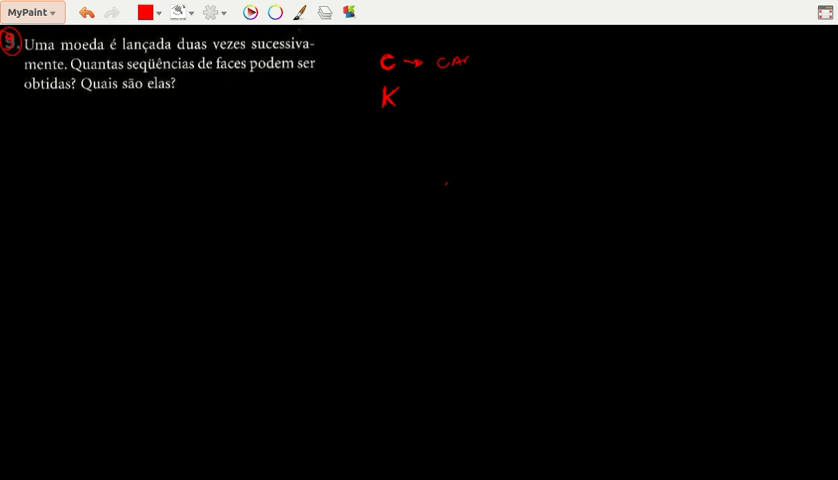 MyPaint
9. Uma moeda é lançada duas vezes sucessiva-
mente. Quantas seqüências de faces podem ser
obtidas? Quais são elas?
C → CAR
K